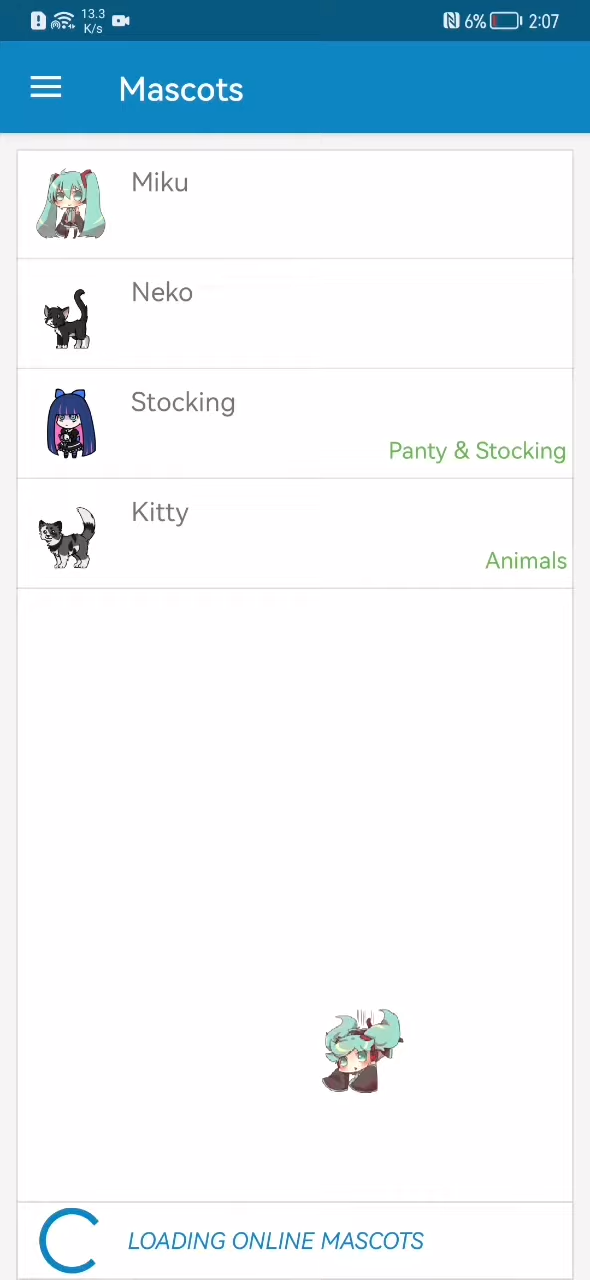 13.3
K/s
6%
2:07
Mascots
Miku
Neko
Stocking
Panty & Stocking
Kitty
Animals
LOADING ONLINE MASCOTS